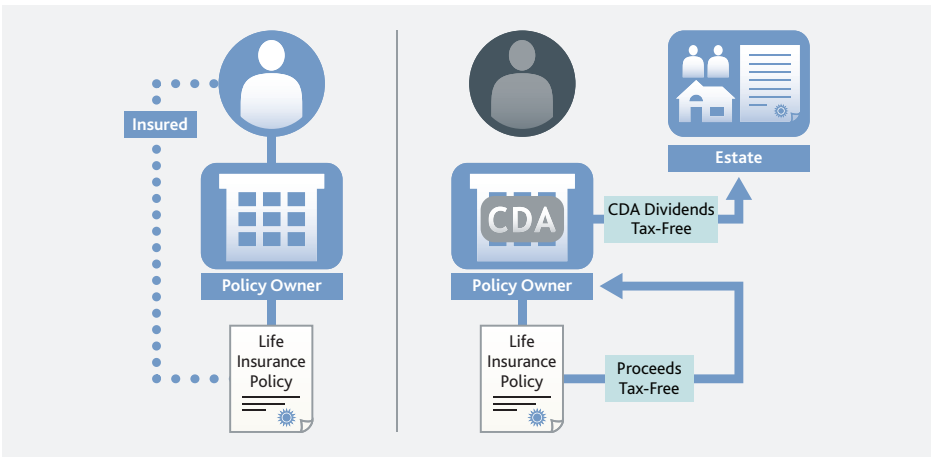 Insured
Policy Owner
Life
Insurance
Policy
Estate
CDA
CDA Dividends
Tax-Free
Policy Owner
Life
Insurance
Policy
Proceeds
Tax-Free